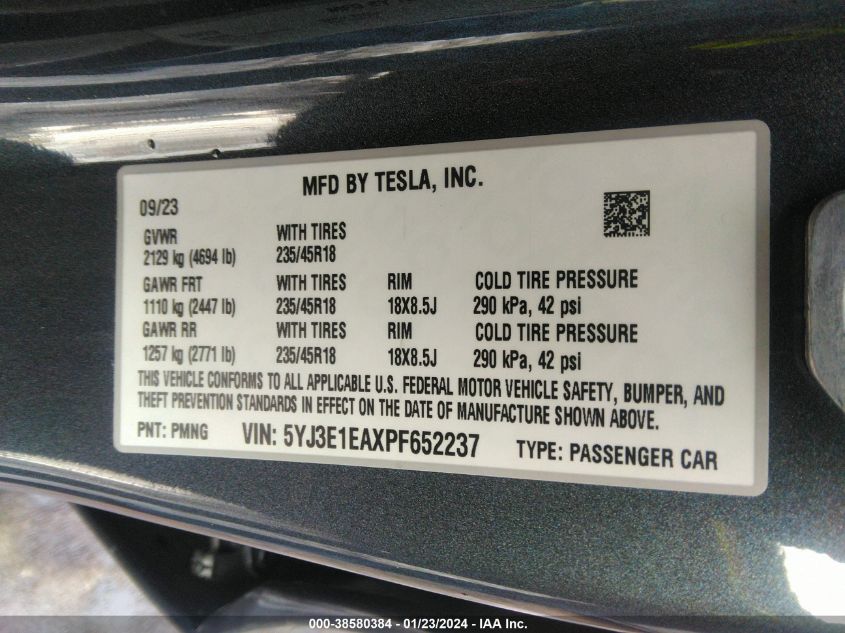 MFD BY TESLA, INC.
09/23
GVWR WITH TIRES
2129 kg (4694 lb) 235/45R18
GAWR FRT WITH TIRES RIM COLD TIRE PRESSURE
1110 kg (2447 lb) 235/45R18 18X8.5J 290 kPa, 42 psi
GAWR RR WITH TIRES RIM COLD TIRE PRESSURE
1257 kg (2771 lb) 235/45R18 18X8.5J 290 kPa, 42 psi
THIS VEHICLE CONFORMS TO ALL APPLICABLE U.S. FEDERAL MOTOR VEHICLE SAFETY, BUMPER, AND
THEFT PREVENTION STANDARDS IN EFFECT ON THE DATE OF MANUFACTURE SHOWN ABOVE.
PNT: PMNG VIN: 5YJ3E1EAXPF652237 TYPE: PASSENGER CAR
000-38580384 - 01/23/2024 - IAA Inc.